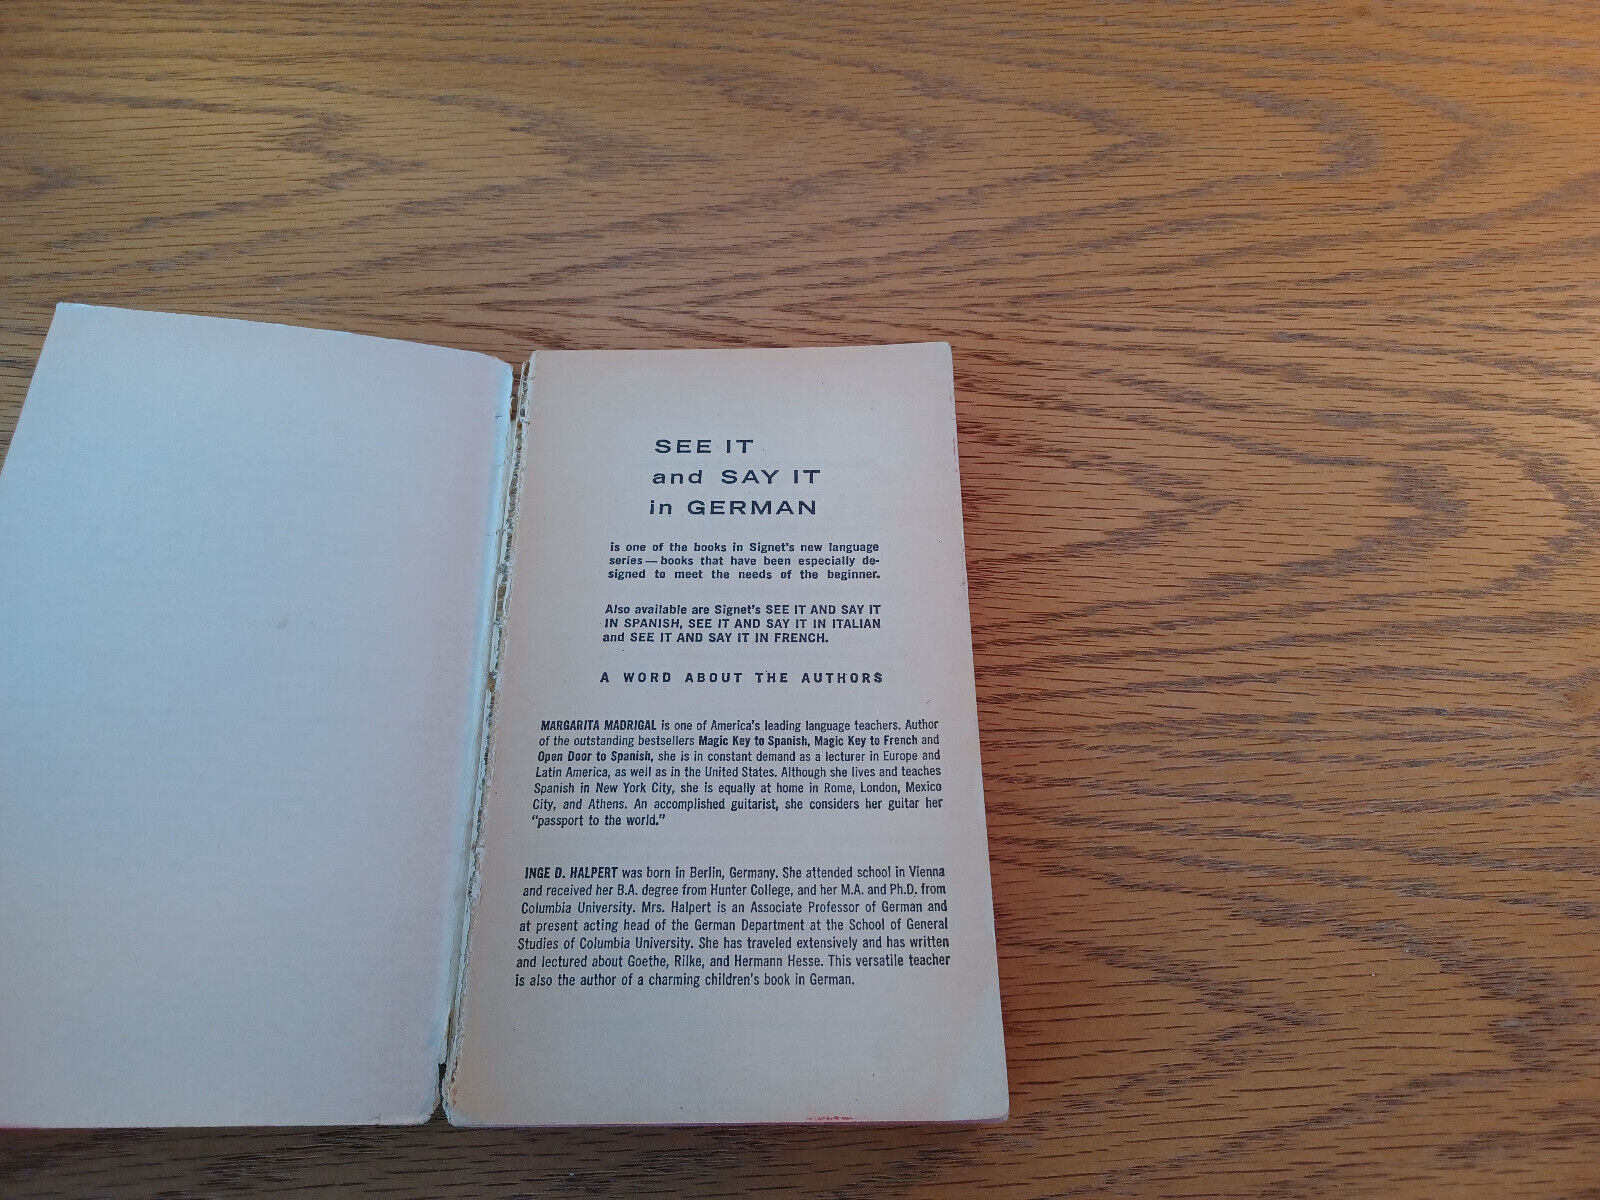 SEE IT
and SAY IT
in GERMAN
is one of the books in Signet's new language
series — books that have been especially de-
signed to meet the needs of the beginner.
Also available are Signet's SEE IT AND SAY IT
IN SPANISH, SEE IT AND SAY IT IN ITALIAN
and SEE IT AND SAY IT IN FRENCH.
A WORD ABOUT THE AUTHORS
MARGARITA MADRIGAL is one of America's leading language teachers. Author
of the outstanding bestsellers Magic Key to Spanish, Magic Key to French and
Open Door to Spanish, she is in constant demand as a lecturer in Europe and
Latin America, as well as in the United States. Although she lives and teaches
Spanish in New York City, she is equally at home in Rome, London, Mexico
City, and Athens. An accomplished guitarist, she considers her guitar her
"passport to the world."
INGE D. HALPERT was born in Berlin, Germany. She attended school in Vienna
and received her B.A. degree from Hunter College, and her M.A. and Ph.D. from
Columbia University. Mrs. Halpert is an Associate Professor of German and
at present acting head of the German Department at the School of General
Studies of Columbia University. She has traveled extensively and has written
and lectured about Goethe, Rilke, and Hermann Hesse. This versatile teacher
is also the author of a charming children's book in German.